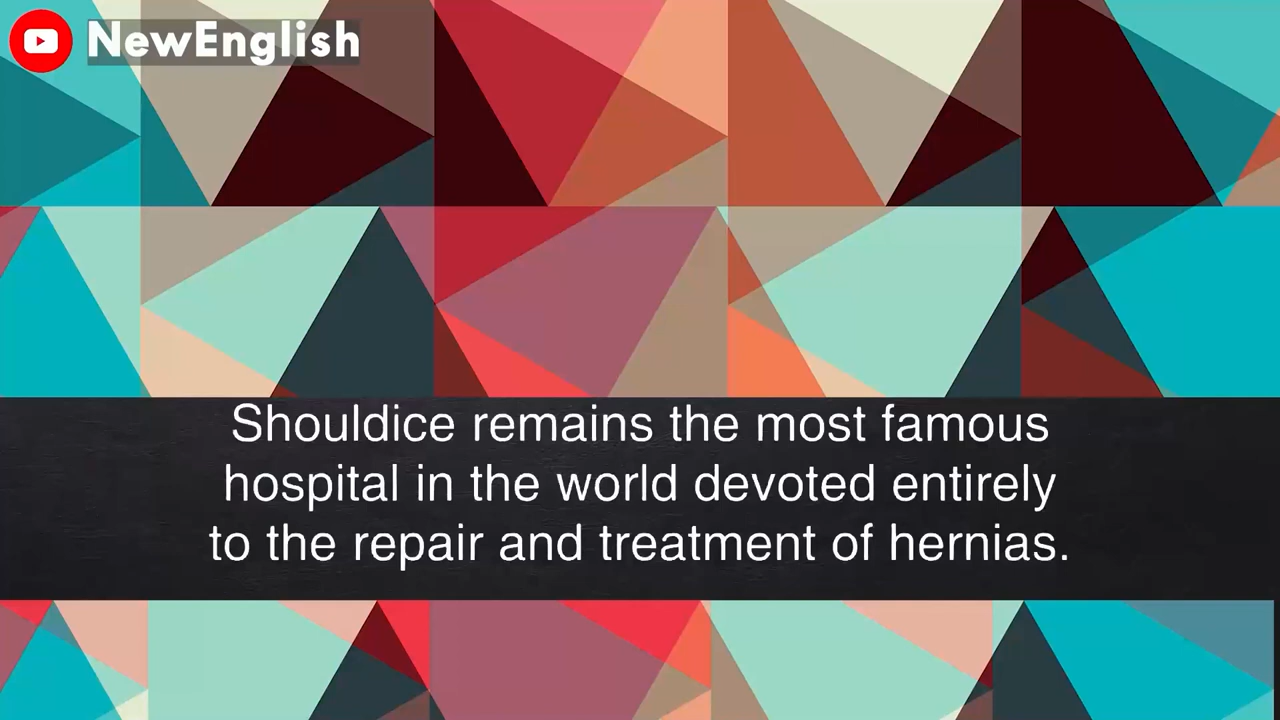 NewEnglish
Shouldice remains the most famous
hospital in the world devoted entirely
to the repair and treatment of hernias.